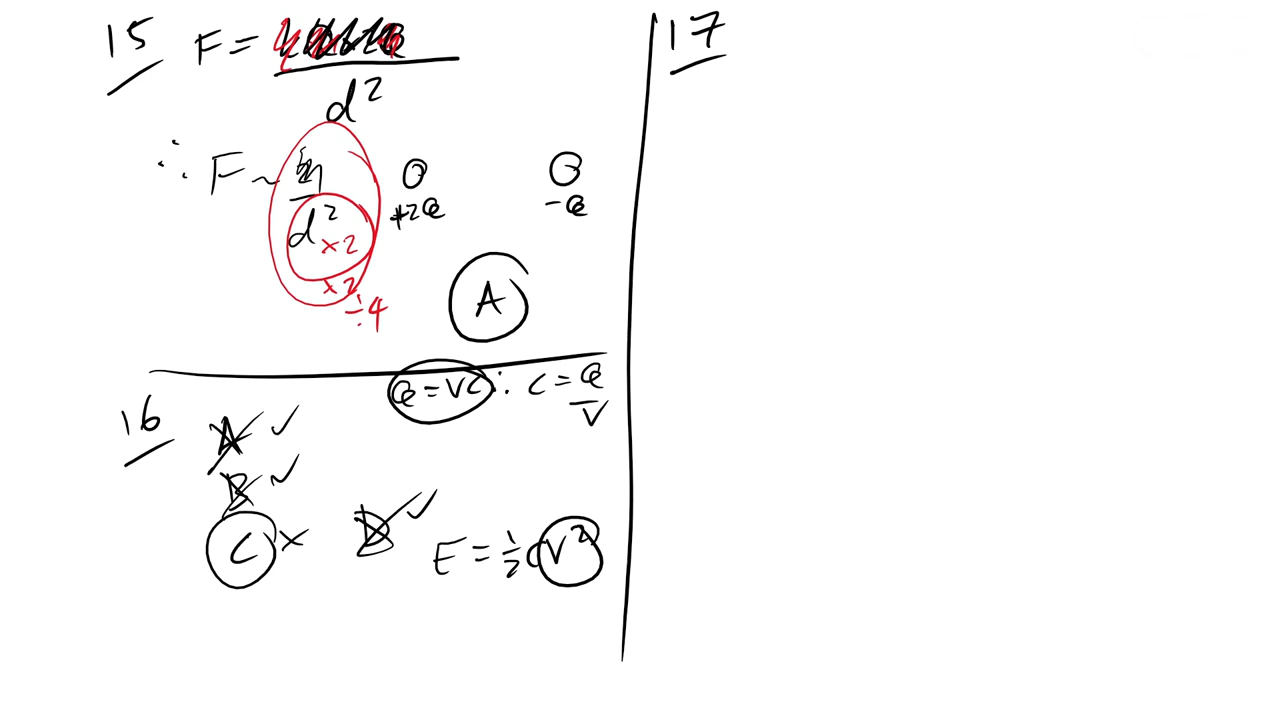 15 F =
d²
∴ F ~
d² ×2
×2
÷4
+2Q -Q
A
16 Q = VC ∴ C = Q/V
A ✓
B ✓
C × D ✓ E = ½CV²
17